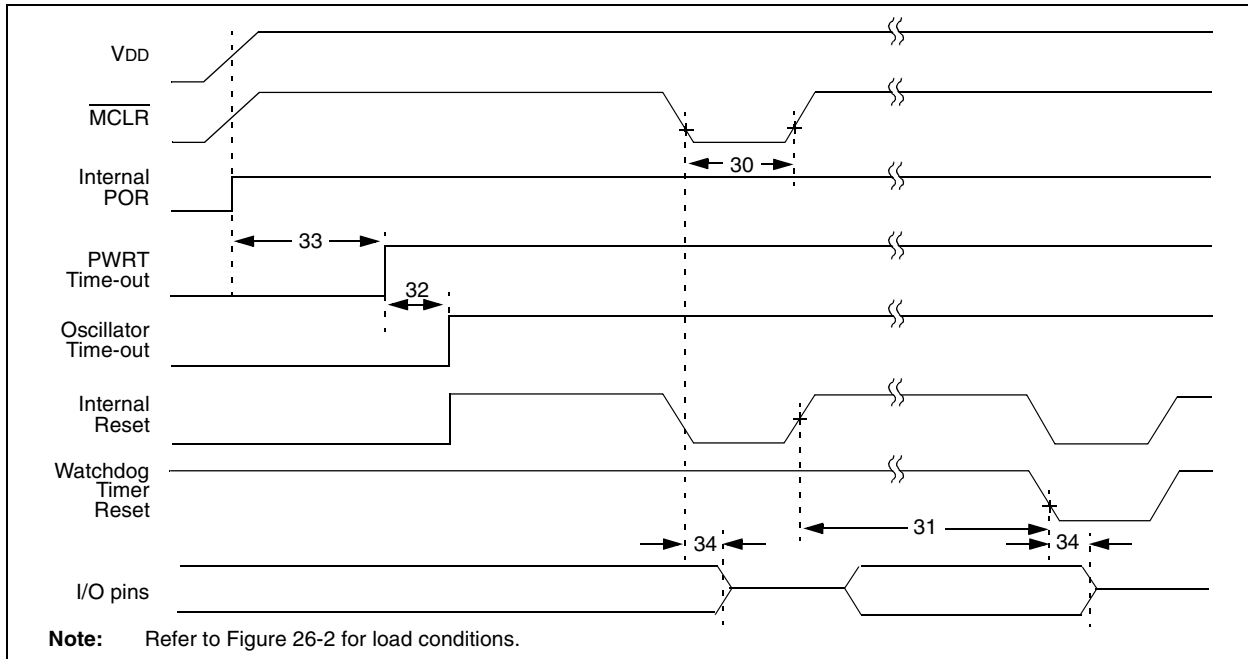 VDD
MCLR
30
Internal
POR
33
PWRT
Time-out
32
Oscillator
Time-out
Internal
Reset
Watchdog
Timer
Reset
31
34
34
I/O pins
Note: Refer to Figure 26-2 for load conditions.